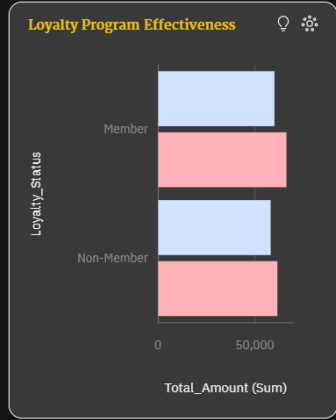 Loyalty Program Effectiveness
Loyalty_Status
Member
Non-Member
0 50,000
Total_Amount (Sum)